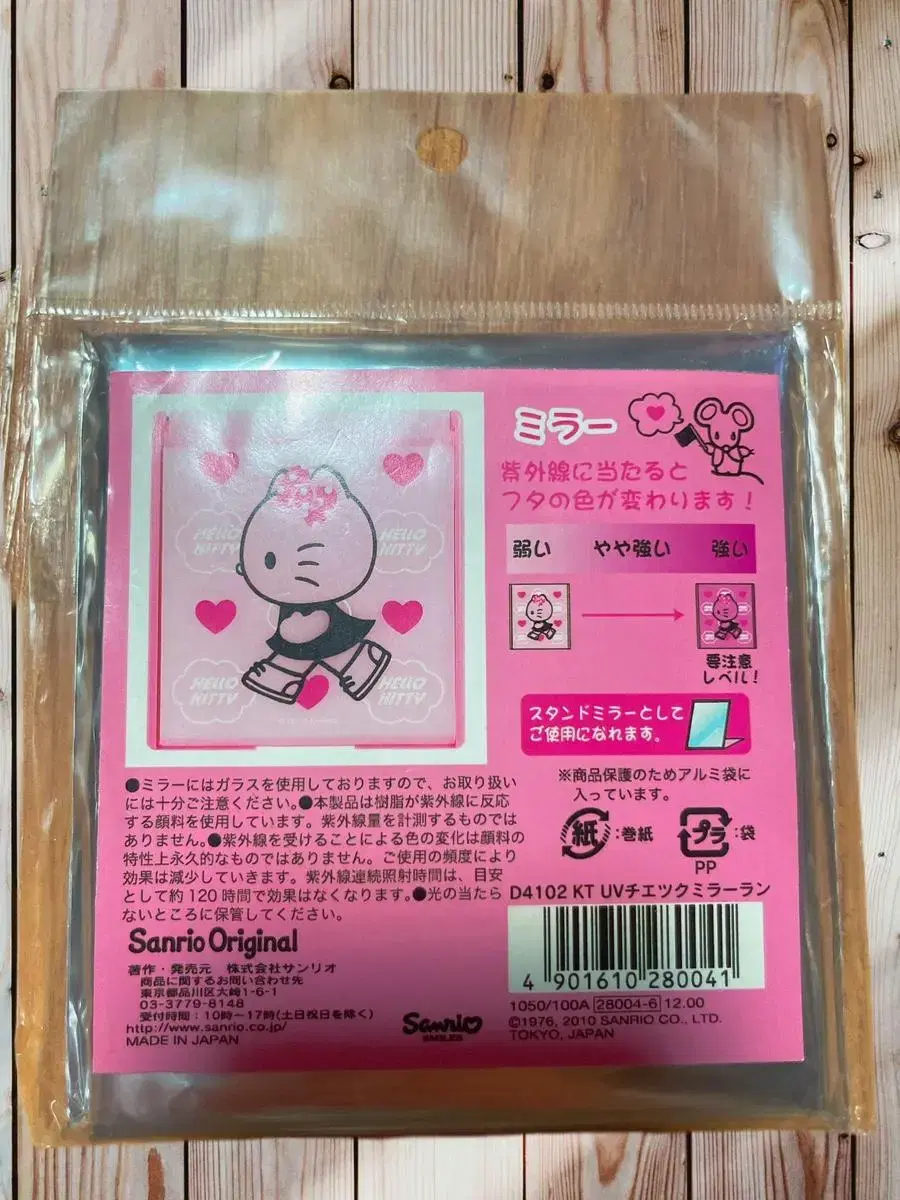 ミラー
紫外線に当たると
フタの色が変わります！
弱い やや強い 強い
要注意
レベル！
HELLO
KITTY
HELLO
KITTY
HELLO
KITTY
HELLO
KITTY
スタンドミラーとして
ご使用になれます。
※商品保護のためアルミ袋に
入っています。
紙 :巻紙 プラ :袋
PP
●ミラーにはガラスを使用しておりますので、お取り扱い
には十分ご注意ください。●本製品は樹脂が紫外線に反応
する顔料を使用しています。紫外線量を計測するものでは
ありません。●紫外線を受けることによる色の変化は顔料の
特性上永久的なものではありません。ご使用の頻度により
効果は減少していきます。紫外線連続照射時間は、目安
として約120時間で効果はなくなります。●光の当たら
ないところに保管してください。
Sanrio Original
著作・発売元 株式会社サンリオ
商品に関するお問い合わせ先
東京都品川区大崎1-6-1
03-3779-8148
受付時間：10時～17時(土日祝日を除く)
http://www.sanrio.co.jp/
MADE IN JAPAN
Sanrio
SMILES
D4102 KT UVチエツクミラーラン
4 901610 280041
1050/100A 28004-6 12.00
©1976, 2010 SANRIO CO., LTD.
TOKYO, JAPAN